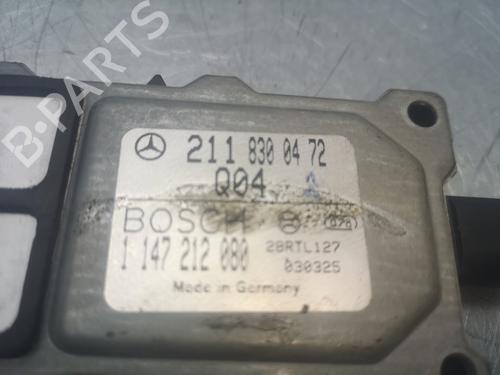 211 830 04 72
Q04
BOSCH
1 147 212 080
28RTL127
030325
Made in Germany
B-PARTS